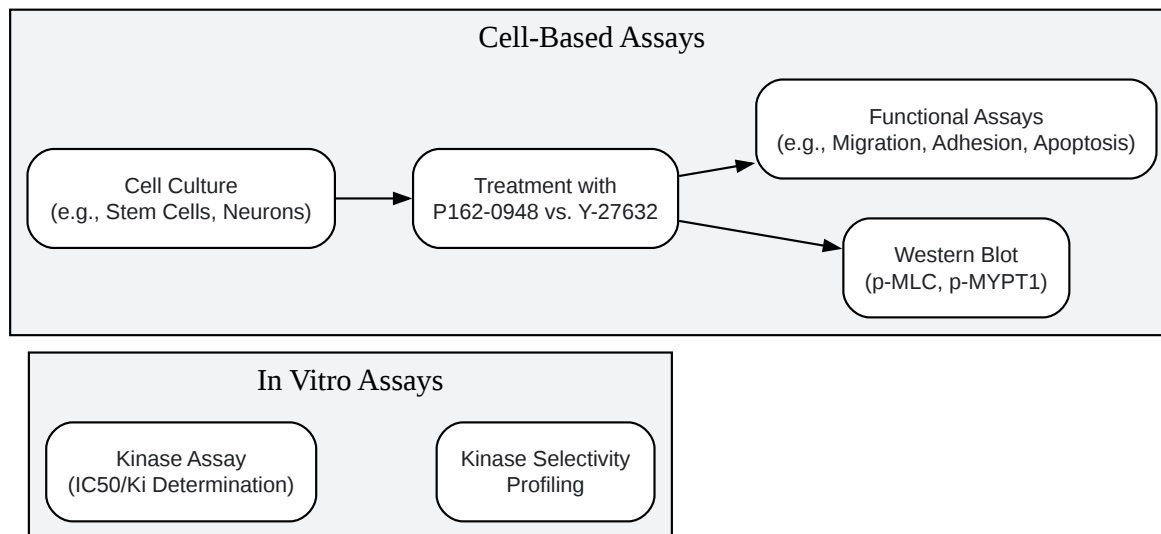 Cell-Based Assays
Functional Assays
(e.g., Migration, Adhesion, Apoptosis)
Cell Culture
(e.g., Stem Cells, Neurons)
Treatment with
P162-0948 vs. Y-27632
Western Blot
(p-MLC, p-MYPT1)
In Vitro Assays
Kinase Assay
(IC50/Ki Determination)
Kinase Selectivity
Profiling